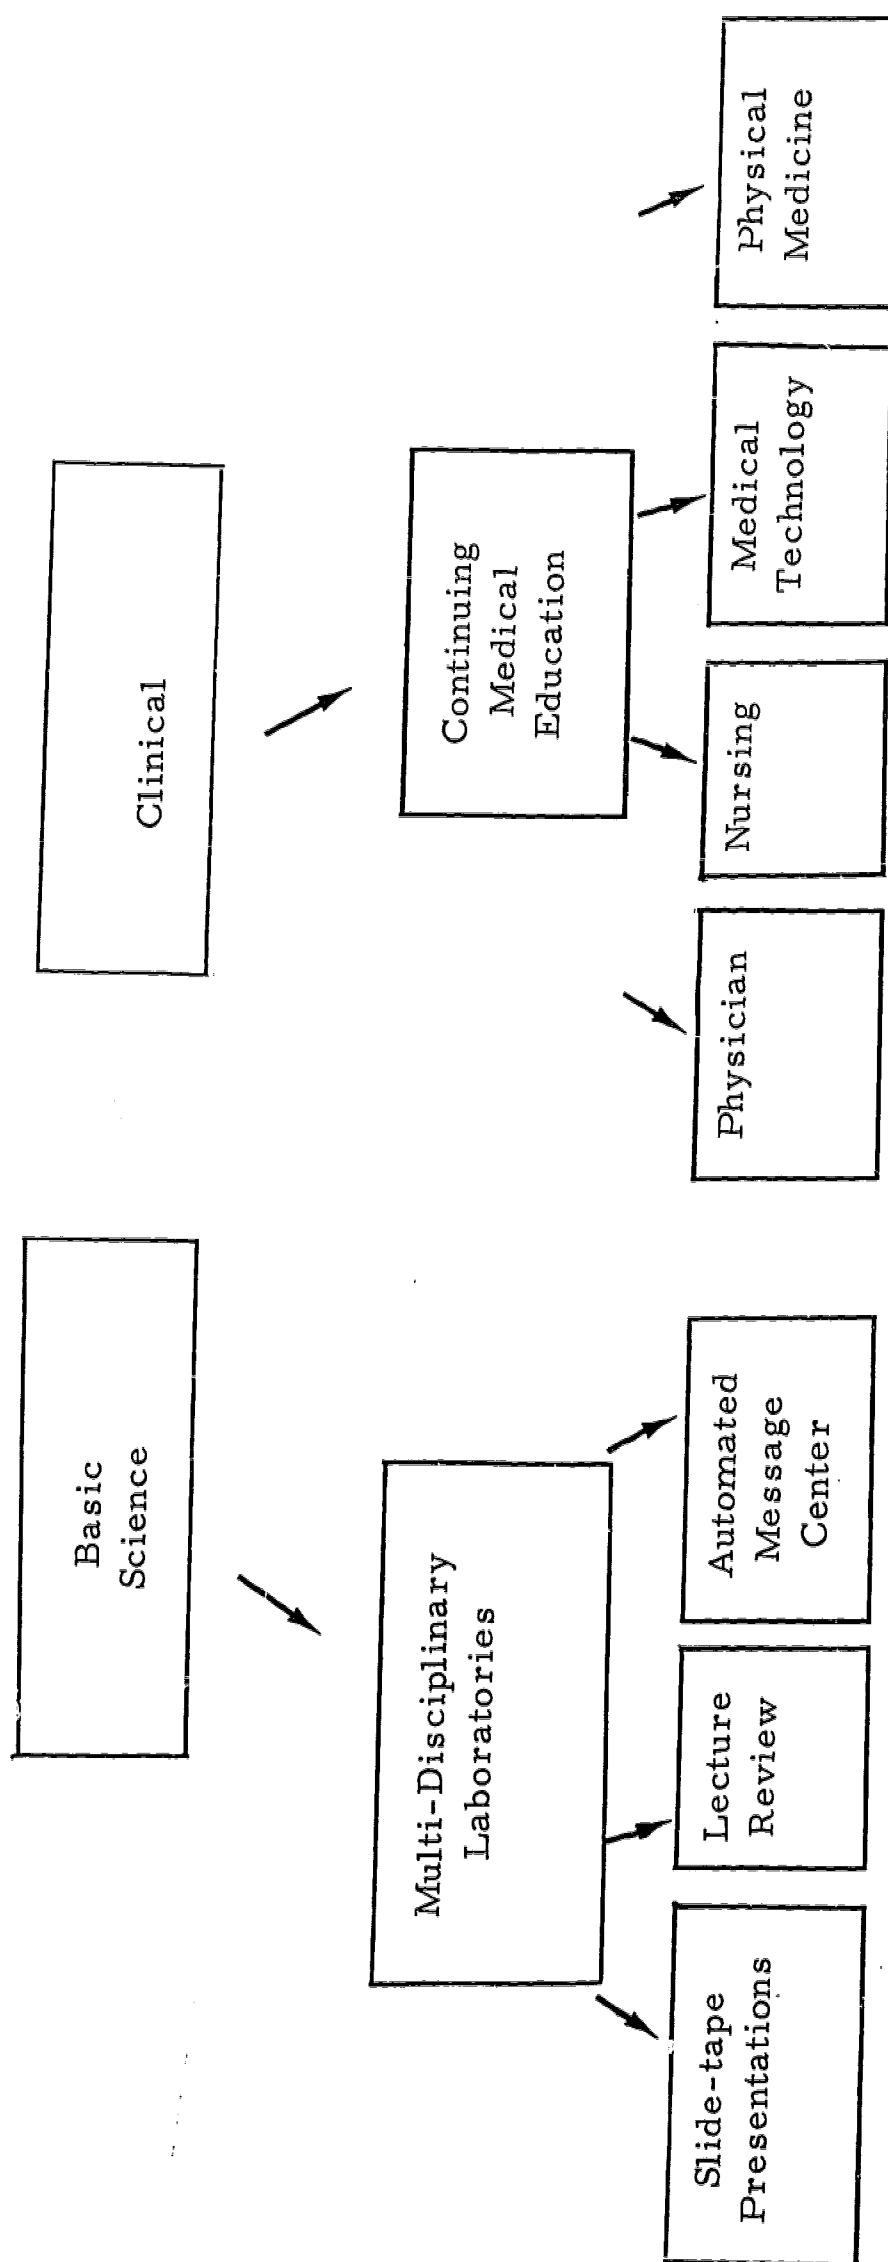 Basic
Science
Clinical
Multi-Disciplinary
Laboratories
Continuing
Medical
Education
Slide-tape
Presentations
Lecture
Review
Automated
Message
Center
Physician
Nursing
Medical
Technology
Physical
Medicine